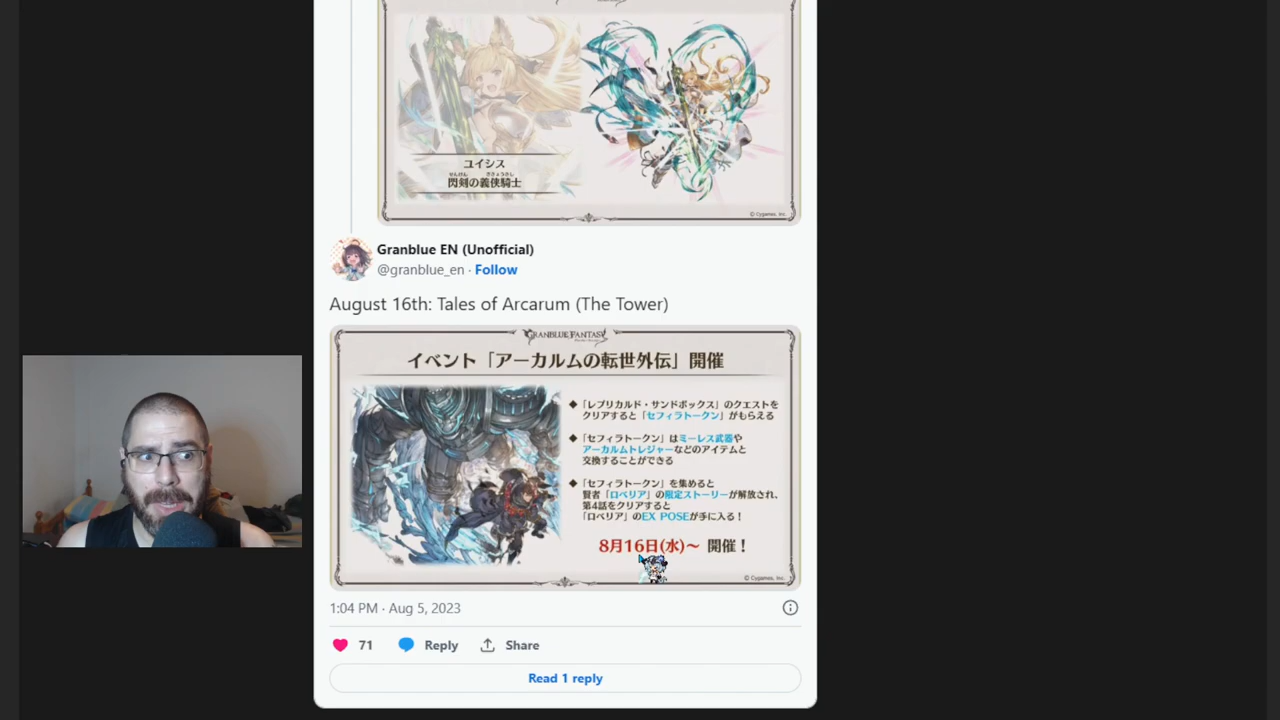 ユイシス
せんけん ききょうきし
閃剣の義侠騎士
© Cygames, Inc.
Granblue EN (Unofficial)
@granblue_en · Follow
August 16th: Tales of Arcarum (The Tower)
GRANBLUE FANTASY
イベント「アーカルムの転世外伝」開催
◆「レプリカルド・サンドボックス」のクエストを
クリアすると「セフィラトークン」がもらえる
◆「セフィラトークン」はミーレス武器や
アーカルムトレジャーなどのアイテムと
交換することができる
◆「セフィラトークン」を集めると
賢者「ロベリア」の限定ストーリーが解放され、
第4話をクリアすると
「ロベリア」のEX POSEが手に入る！
8月16日(水)～ 開催！
© Cygames, Inc.
1:04 PM · Aug 5, 2023
71 Reply Share
Read 1 reply